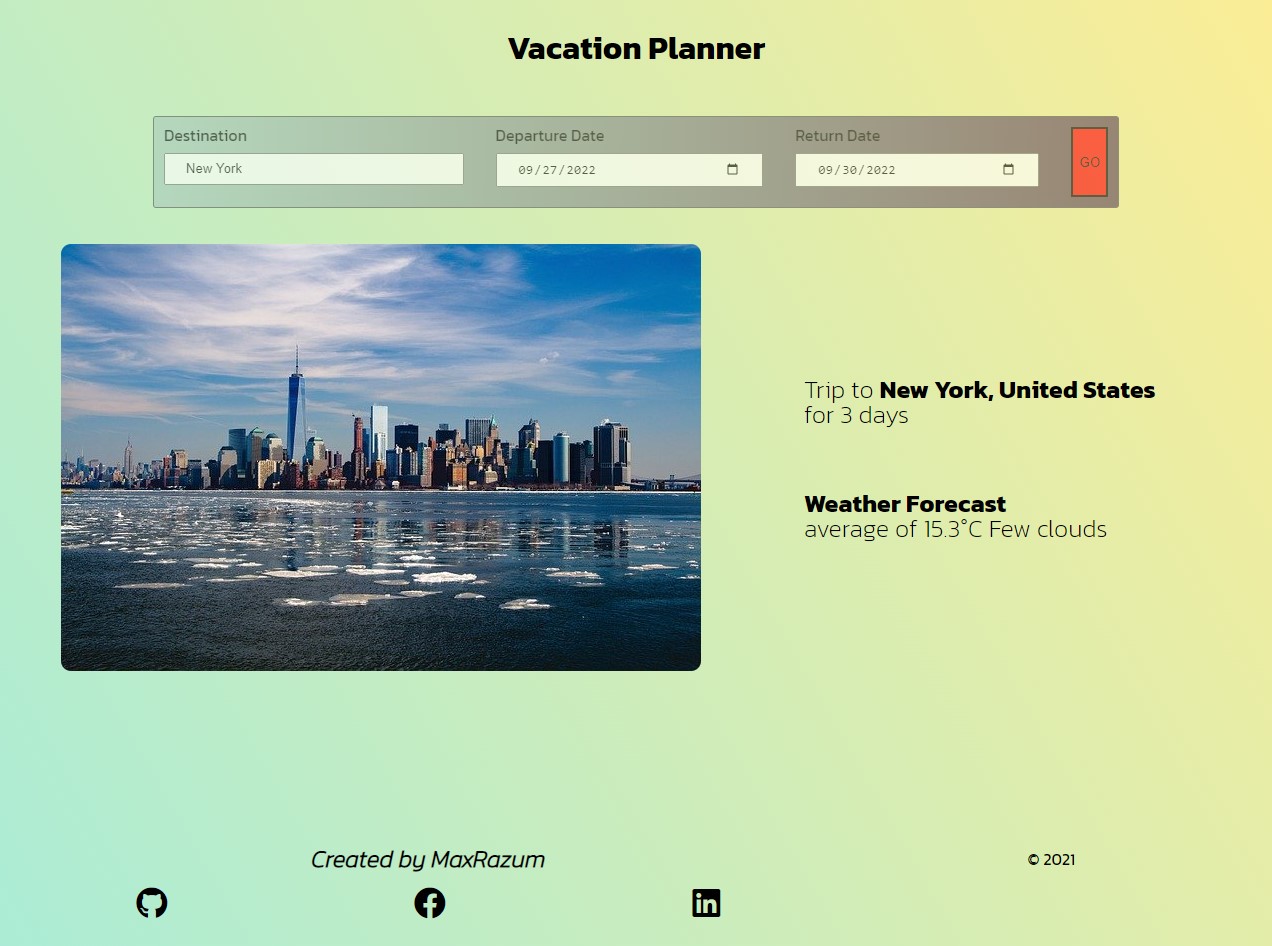 Vacation Planner
Destination
Departure Date
Return Date
New York
09/27/2022
09/30/2022
GO
Trip to New York, United States
for 3 days
Weather Forecast
average of 15.3°C Few clouds
Created by MaxRazum
© 2021
in